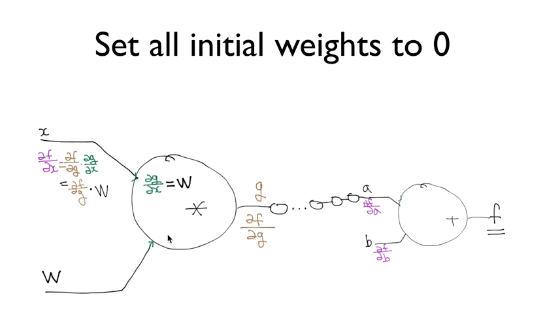 Set all initial weights to 0
x
∂f/∂x = ∂f/∂g · ∂g/∂x
= ∂f/∂g · W
∂g/∂x = W
*
g
∂f/∂g
...
a
∂f/∂a
+
f
b
∂f/∂b
W